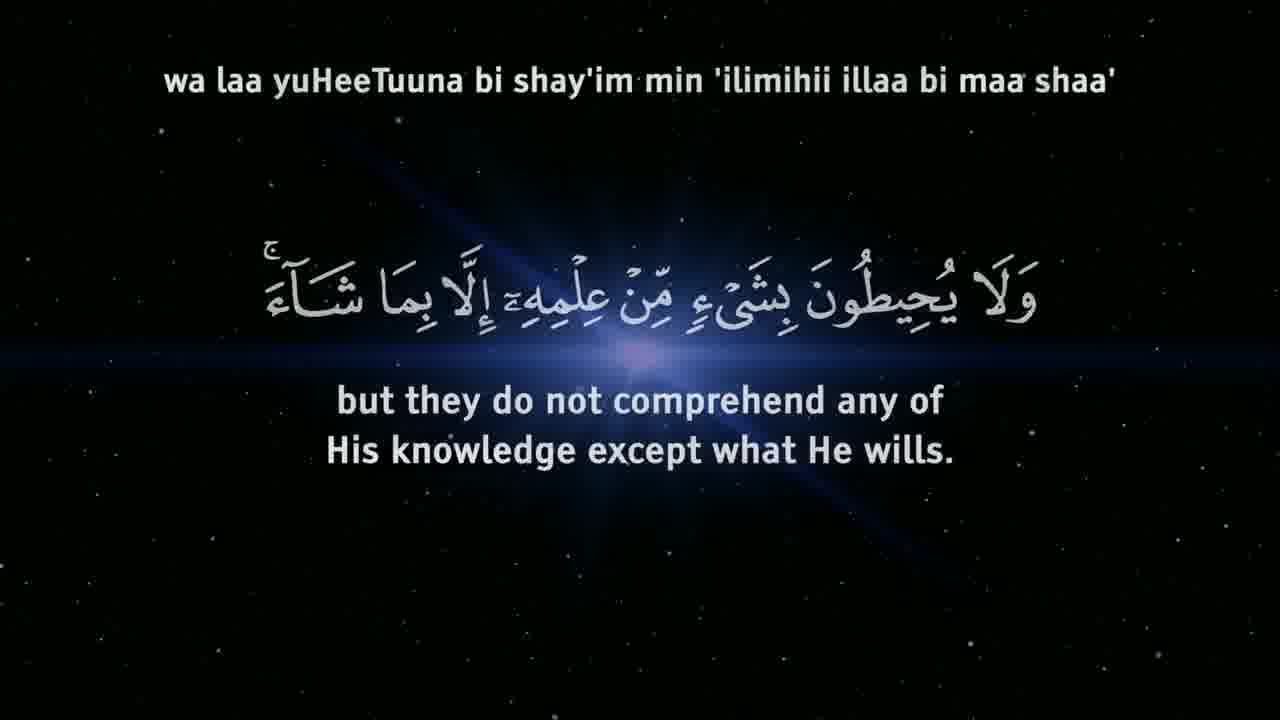 wa laa yuHeeTuuna bi shay'im min 'ilimihii illaa bi maa shaa'
وَلَا يُحِيطُونَ بِشَىْءٍ مِّنْ عِلْمِهِۦٓ إِلَّا بِمَا شَآءَ ۚ
but they do not comprehend any of
His knowledge except what He wills.